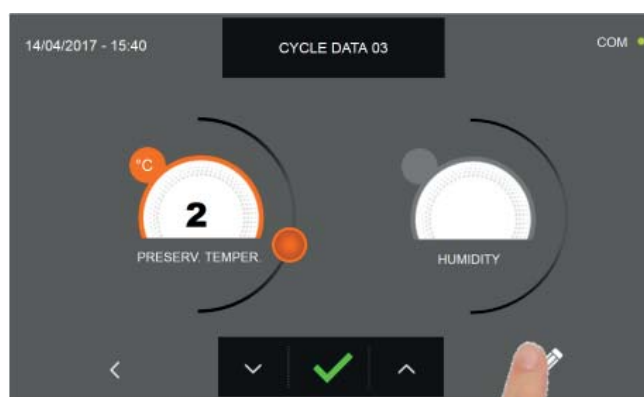 14/04/2017 - 15:40
CYCLE DATA 03
COM
°C
2
PRESERV. TEMPER.
HUMIDITY